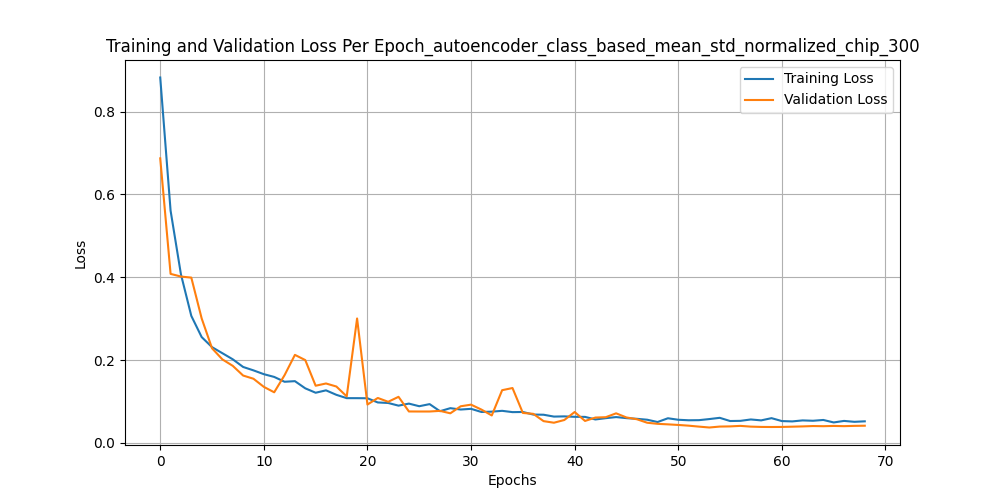 Training and Validation Loss Per Epoch_autoencoder_class_based_mean_std_normalized_chip_300
Training Loss
Validation Loss
0.8
0.6
0.4
0.2
0.0
Loss
0 10 20 30 40 50 60 70
Epochs